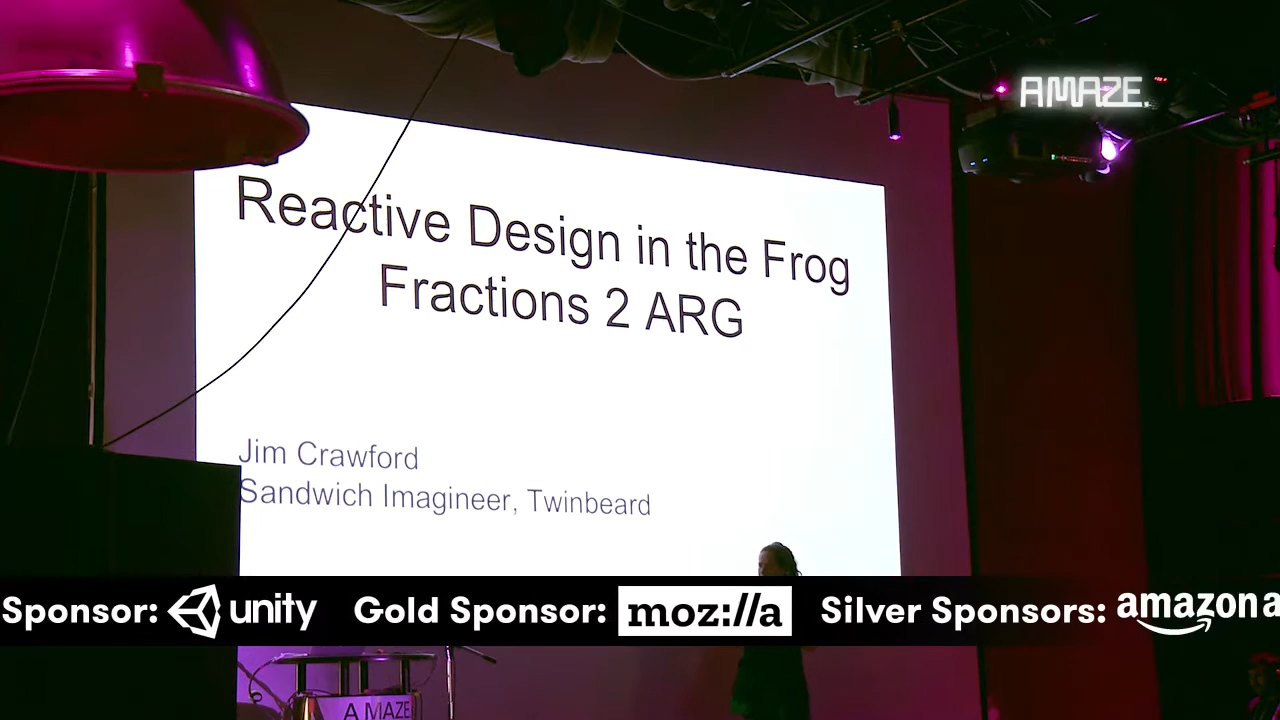 AMAZE.
Reactive Design in the Frog
Fractions 2 ARG
Jim Crawford
Sandwich Imagineer, Twinbeard
Sponsor: unity Gold Sponsor: moz://a Silver Sponsors: amazon a
A MAZE